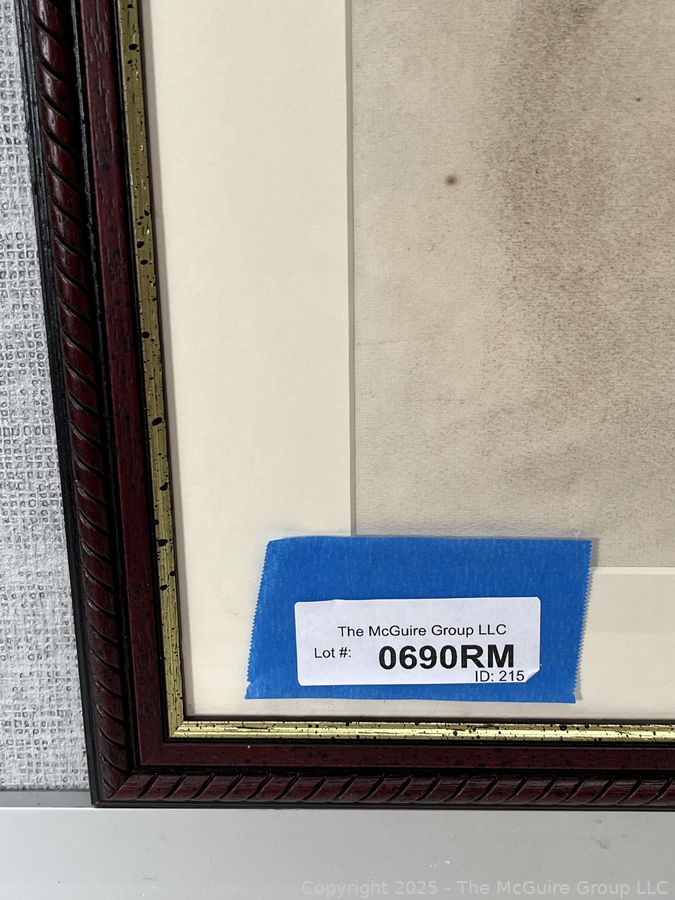 The McGuire Group LLC
Lot #: 0690RM
ID: 215
Copyright 2025 - The McGuire Group LLC